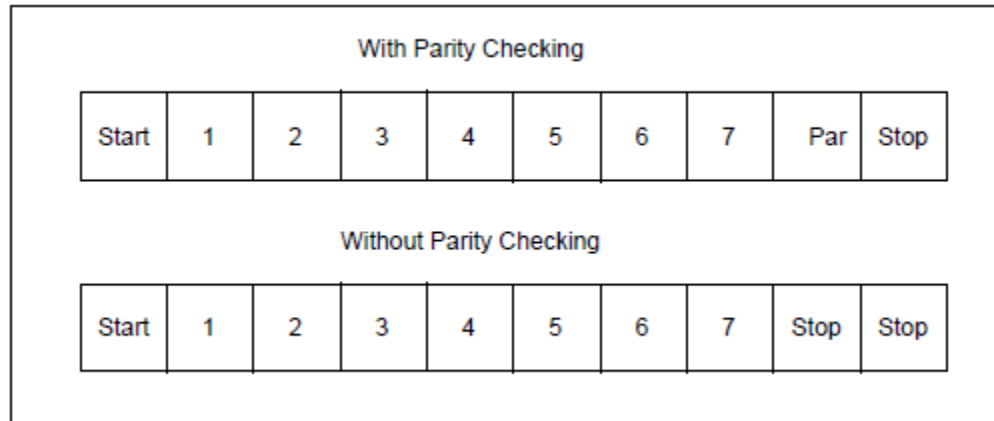 With Parity Checking
Start 1 2 3 4 5 6 7 Par Stop
Without Parity Checking
Start 1 2 3 4 5 6 7 Stop Stop